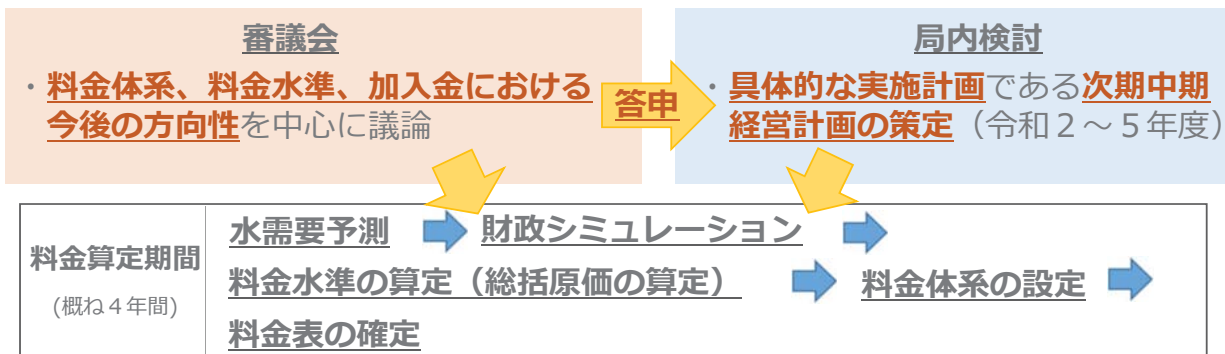 審議会
・料金体系、料金水準、加入金における
今後の方向性を中心に議論
答申
局内検討
・具体的な実施計画である次期中期
経営計画の策定（令和２～５年度）
料金算定期間
(概ね４年間)
水需要予測 財政シミュレーション
料金水準の算定（総括原価の算定） 料金体系の設定
料金表の確定